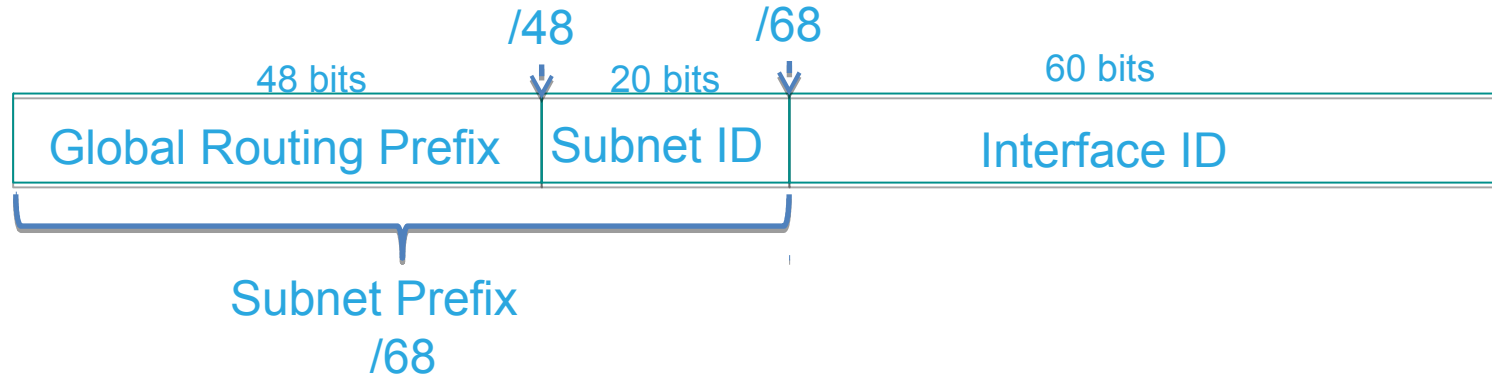 /48
/68
48 bits
20 bits
60 bits
Global Routing Prefix
Subnet ID
Interface ID
Subnet Prefix
/68